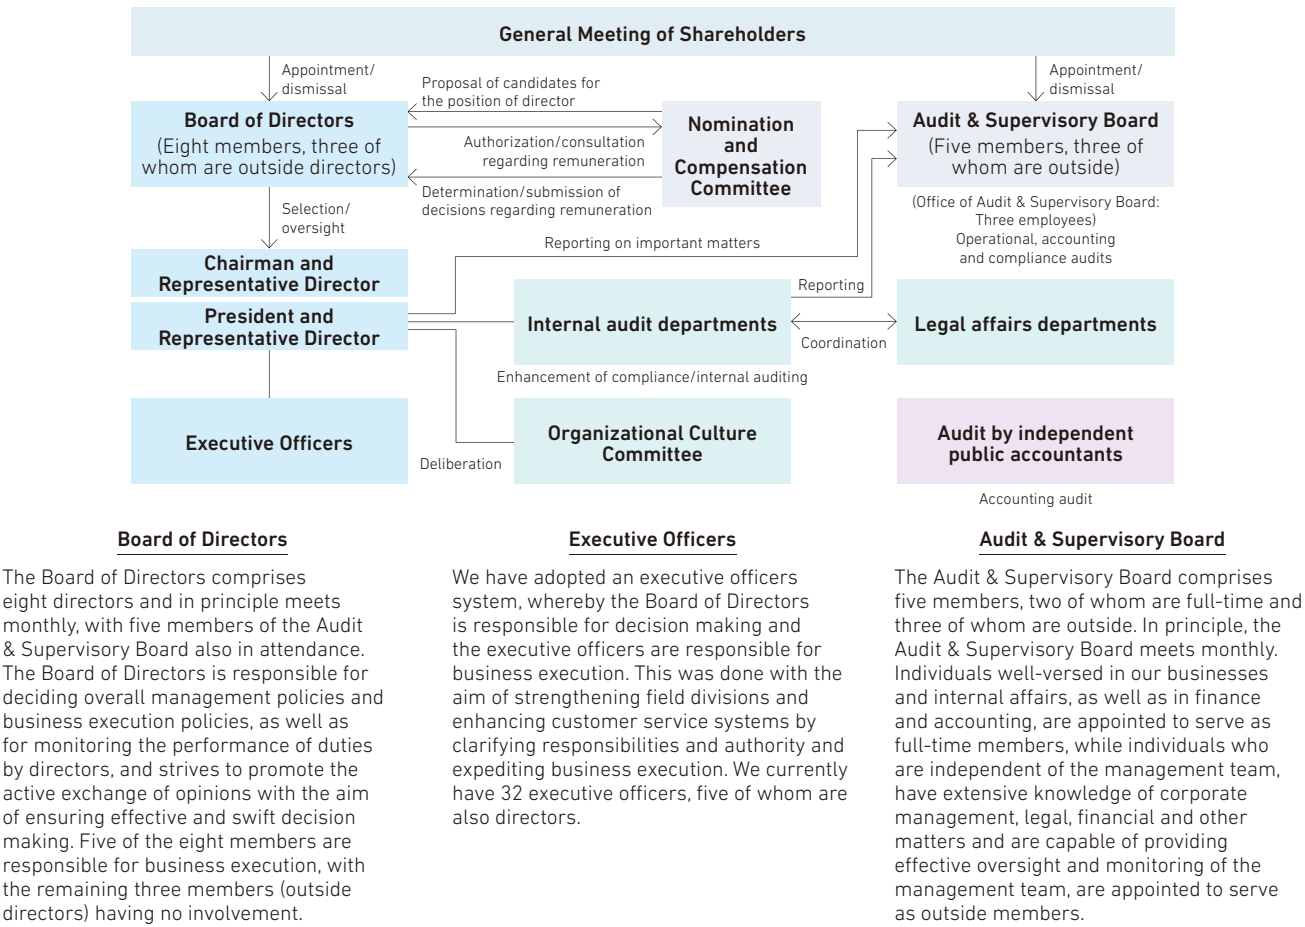 General Meeting of Shareholders
Appointment/
dismissal
Proposal of candidates for
the position of director
Appointment/
dismissal
Board of Directors
(Eight members, three of
whom are outside directors)
Authorization/consultation
regarding remuneration
Determination/submission of
decisions regarding remuneration
Nomination
and
Compensation
Committee
Audit & Supervisory Board
(Five members, three of
whom are outside)
(Office of Audit & Supervisory Board:
Three employees)
Operational, accounting
and compliance audits
Selection/
oversight
Reporting on important matters
Chairman and
Representative Director
President and
Representative Director
Reporting
Internal audit departments
Coordination
Legal affairs departments
Enhancement of compliance/internal auditing
Executive Officers
Deliberation
Organizational Culture
Committee
Audit by independent
public accountants
Accounting audit
Board of Directors
The Board of Directors comprises
eight directors and in principle meets
monthly, with five members of the Audit
& Supervisory Board also in attendance.
The Board of Directors is responsible for
deciding overall management policies and
business execution policies, as well as
for monitoring the performance of duties
by directors, and strives to promote the
active exchange of opinions with the aim
of ensuring effective and swift decision
making. Five of the eight members are
responsible for business execution, with
the remaining three members (outside
directors) having no involvement.
Executive Officers
We have adopted an executive officers
system, whereby the Board of Directors
is responsible for decision making and
the executive officers are responsible for
business execution. This was done with the
aim of strengthening field divisions and
enhancing customer service systems by
clarifying responsibilities and authority and
expediting business execution. We currently
have 32 executive officers, five of whom are
also directors.
Audit & Supervisory Board
The Audit & Supervisory Board comprises
five members, two of whom are full-time and
three of whom are outside. In principle, the
Audit & Supervisory Board meets monthly.
Individuals well-versed in our businesses
and internal affairs, as well as in finance
and accounting, are appointed to serve as
full-time members, while individuals who
are independent of the management team,
have extensive knowledge of corporate
management, legal, financial and other
matters and are capable of providing
effective oversight and monitoring of the
management team, are appointed to serve
as outside members.